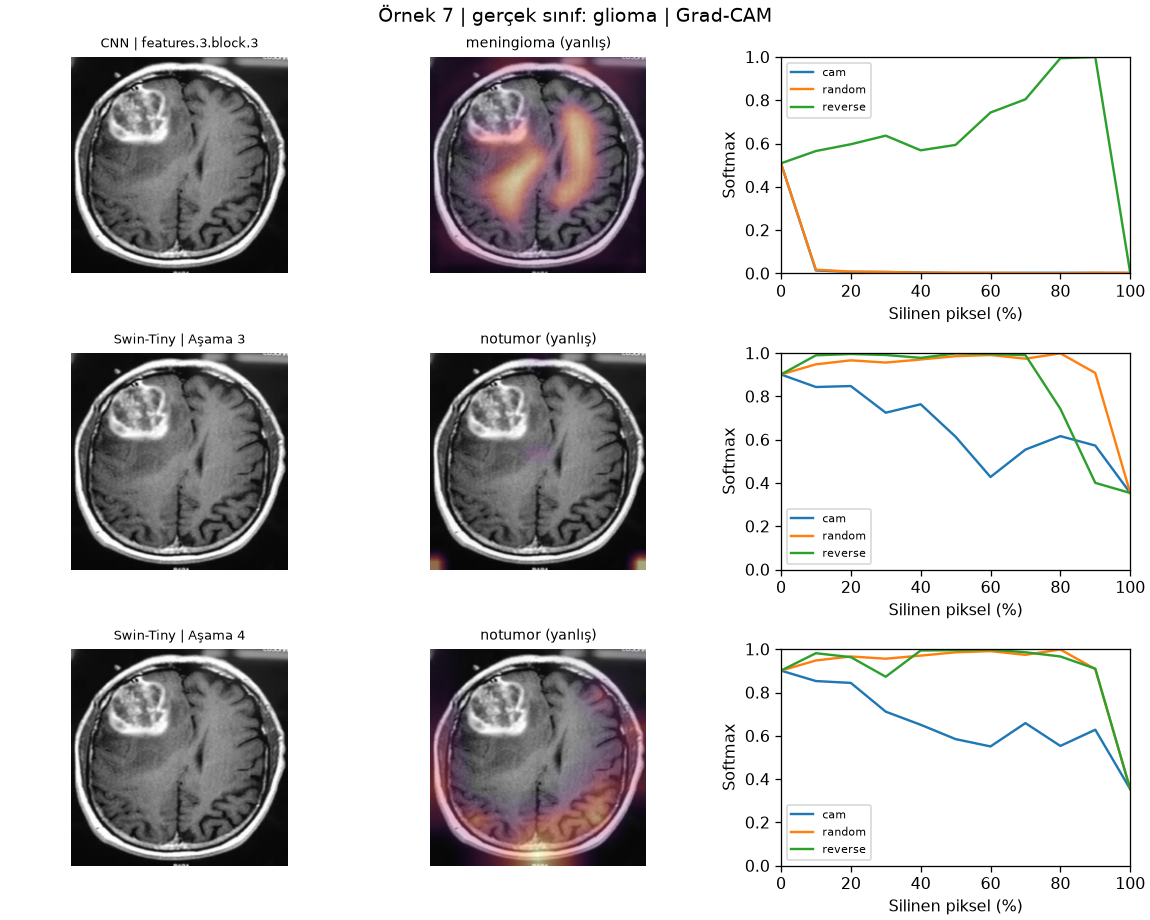 Örnek 7 | gerçek sınıf: glioma | Grad-CAM
CNN | features.3.block.3
meningioma (yanlış)
1.0
0.8
0.6
0.4
0.2
0.0
Softmax
cam
random
reverse
0 20 40 60 80 100
Silinen piksel (%)
Swin-Tiny | Aşama 3
notumor (yanlış)
1.0
0.8
0.6
0.4
0.2
0.0
Softmax
cam
random
reverse
0 20 40 60 80 100
Silinen piksel (%)
Swin-Tiny | Aşama 4
notumor (yanlış)
1.0
0.8
0.6
0.4
0.2
0.0
Softmax
cam
random
reverse
0 20 40 60 80 100
Silinen piksel (%)